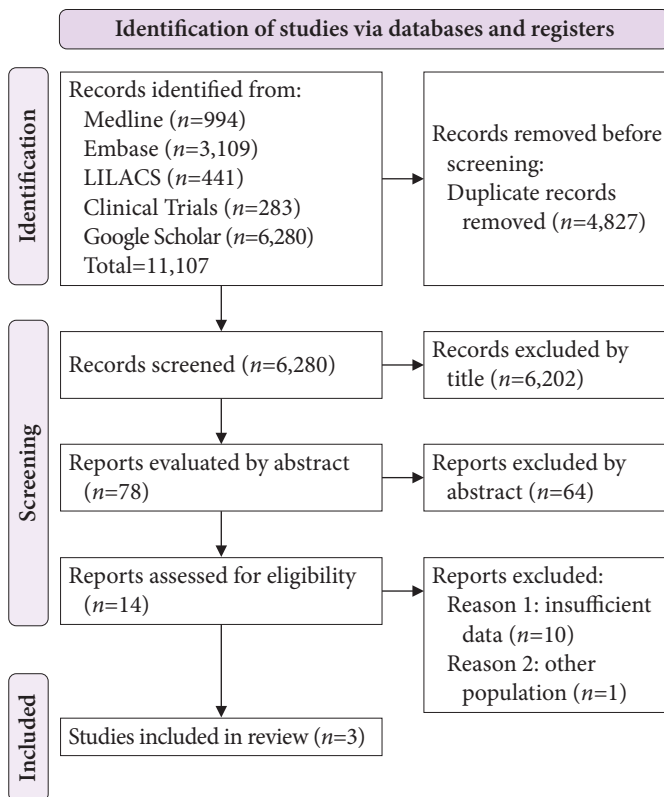 Identification of studies via databases and registers
Identification
Records identified from:
Medline (n=994)
Embase (n=3,109)
LILACS (n=441)
Clinical Trials (n=283)
Google Scholar (n=6,280)
Total=11,107
Records removed before
screening:
Duplicate records
removed (n=4,827)
Screening
Records screened (n=6,280)
Records excluded by
title (n=6,202)
Reports evaluated by abstract
(n=78)
Reports excluded by
abstract (n=64)
Reports assessed for eligibility
(n=14)
Reports excluded:
Reason 1: insufficient
data (n=10)
Reason 2: other
population (n=1)
Included
Studies included in review (n=3)